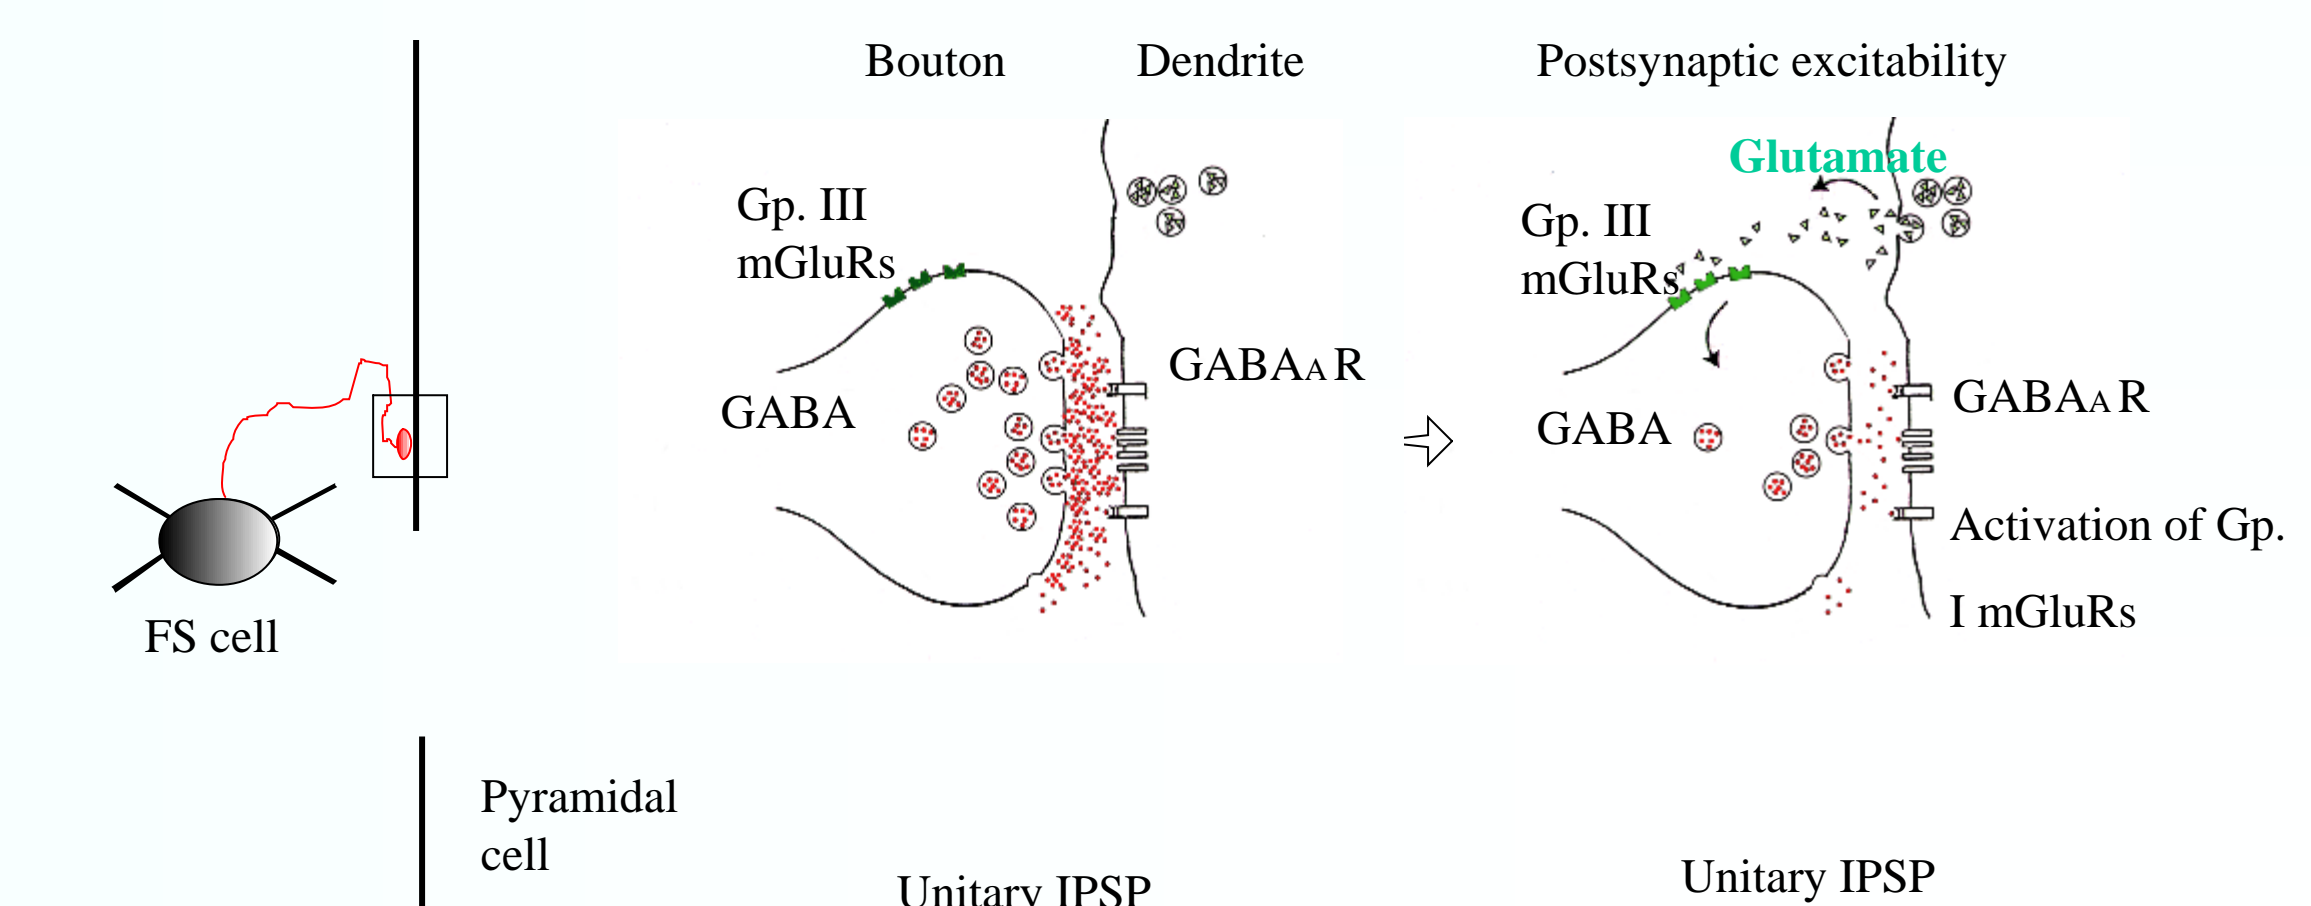 Bouton
Dendrite
Postsynaptic excitability
Glutamate
Gp. III
mGluRs
Gp. III
mGluRs
GABAA R
GABA
GABAA R
GABA
Activation of Gp.
I mGluRs
FS cell
Pyramidal
cell
Unitary IPSP
Unitary IPSP